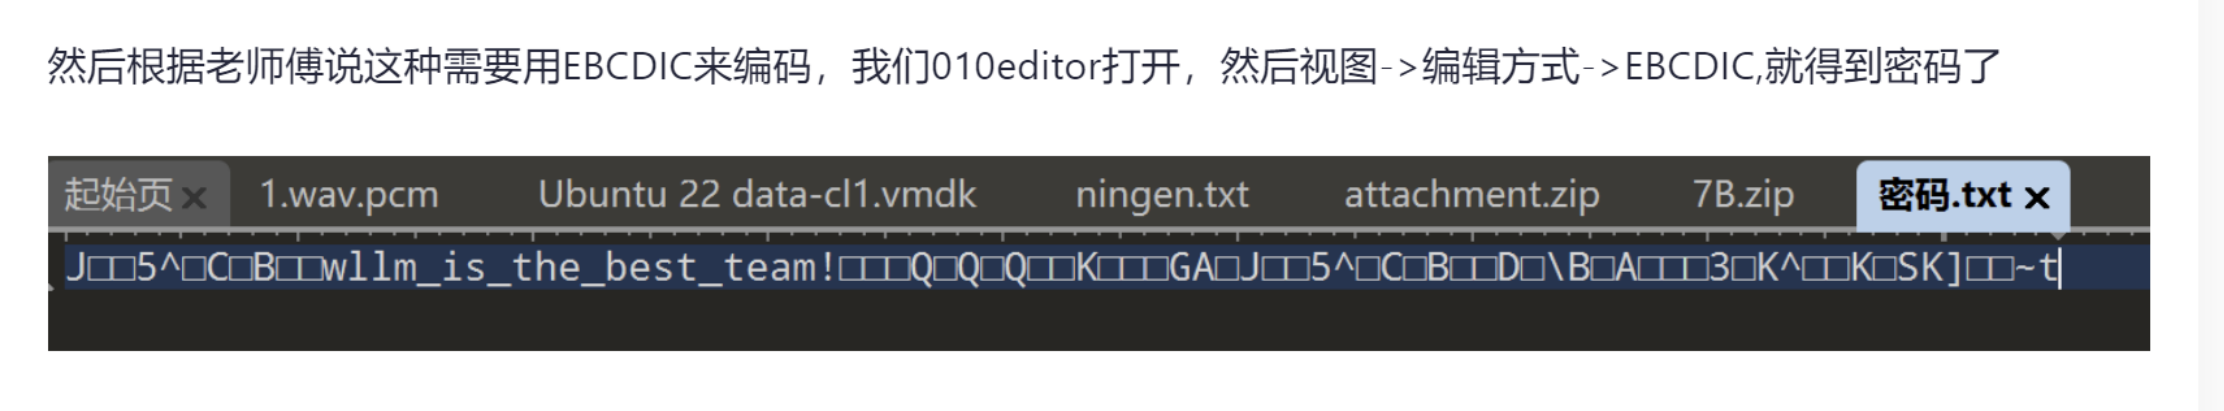 然后根据老师傅说这种需要用EBCDIC来编码，我们010editor打开，然后视图->编辑方式->EBCDIC,就得到密码了
起始页 × 1.wav.pcm Ubuntu 22 data-cl1.vmdk ningen.txt attachment.zip 7B.zip 密码.txt ×
J□□5^□C□B□□wllm_is_the_best_team!□□□Q□Q□Q□□K□□□GA□J□□5^□C□B□□D□\B□A□□□3□K^□□K□SK]□□~t